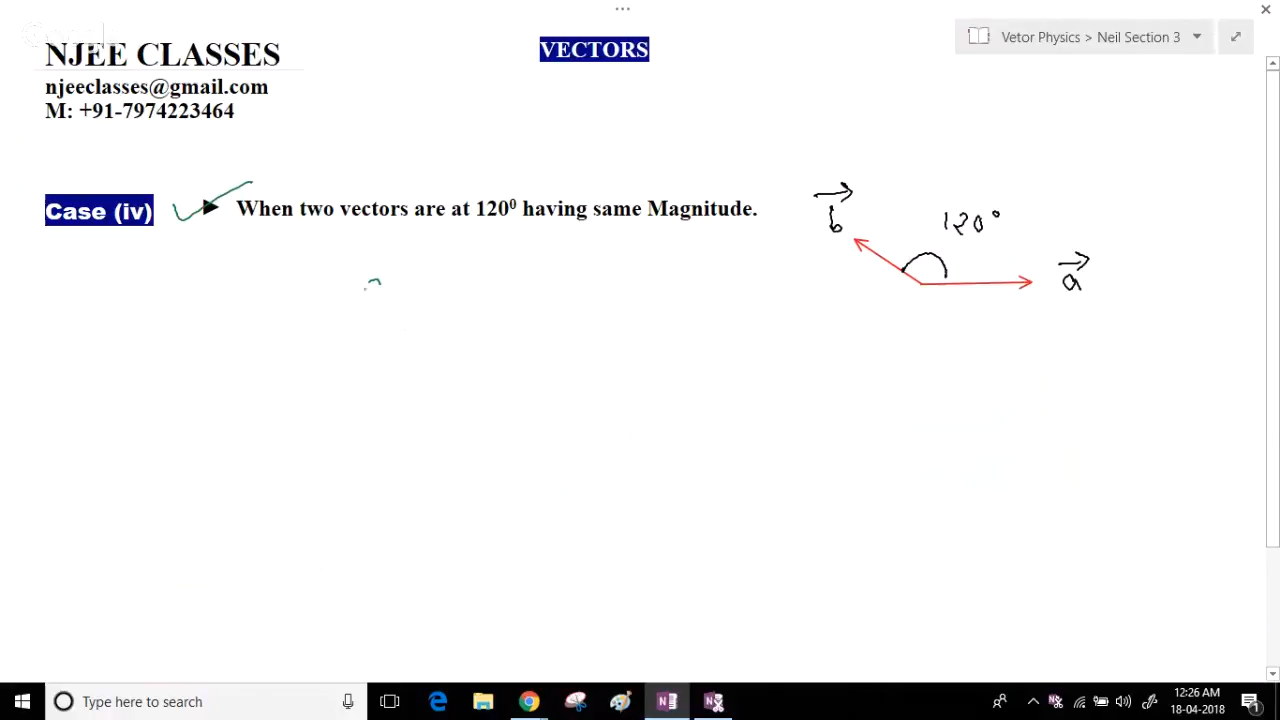 NJEE CLASSES
VECTORS
Vetor Physics > Neil Section 3
njeeclasses@gmail.com
M: +91-7974223464
Case (iv) ► When two vectors are at 120⁰ having same Magnitude.
b
120°
a
Type here to search
12:26 AM
18-04-2018
1